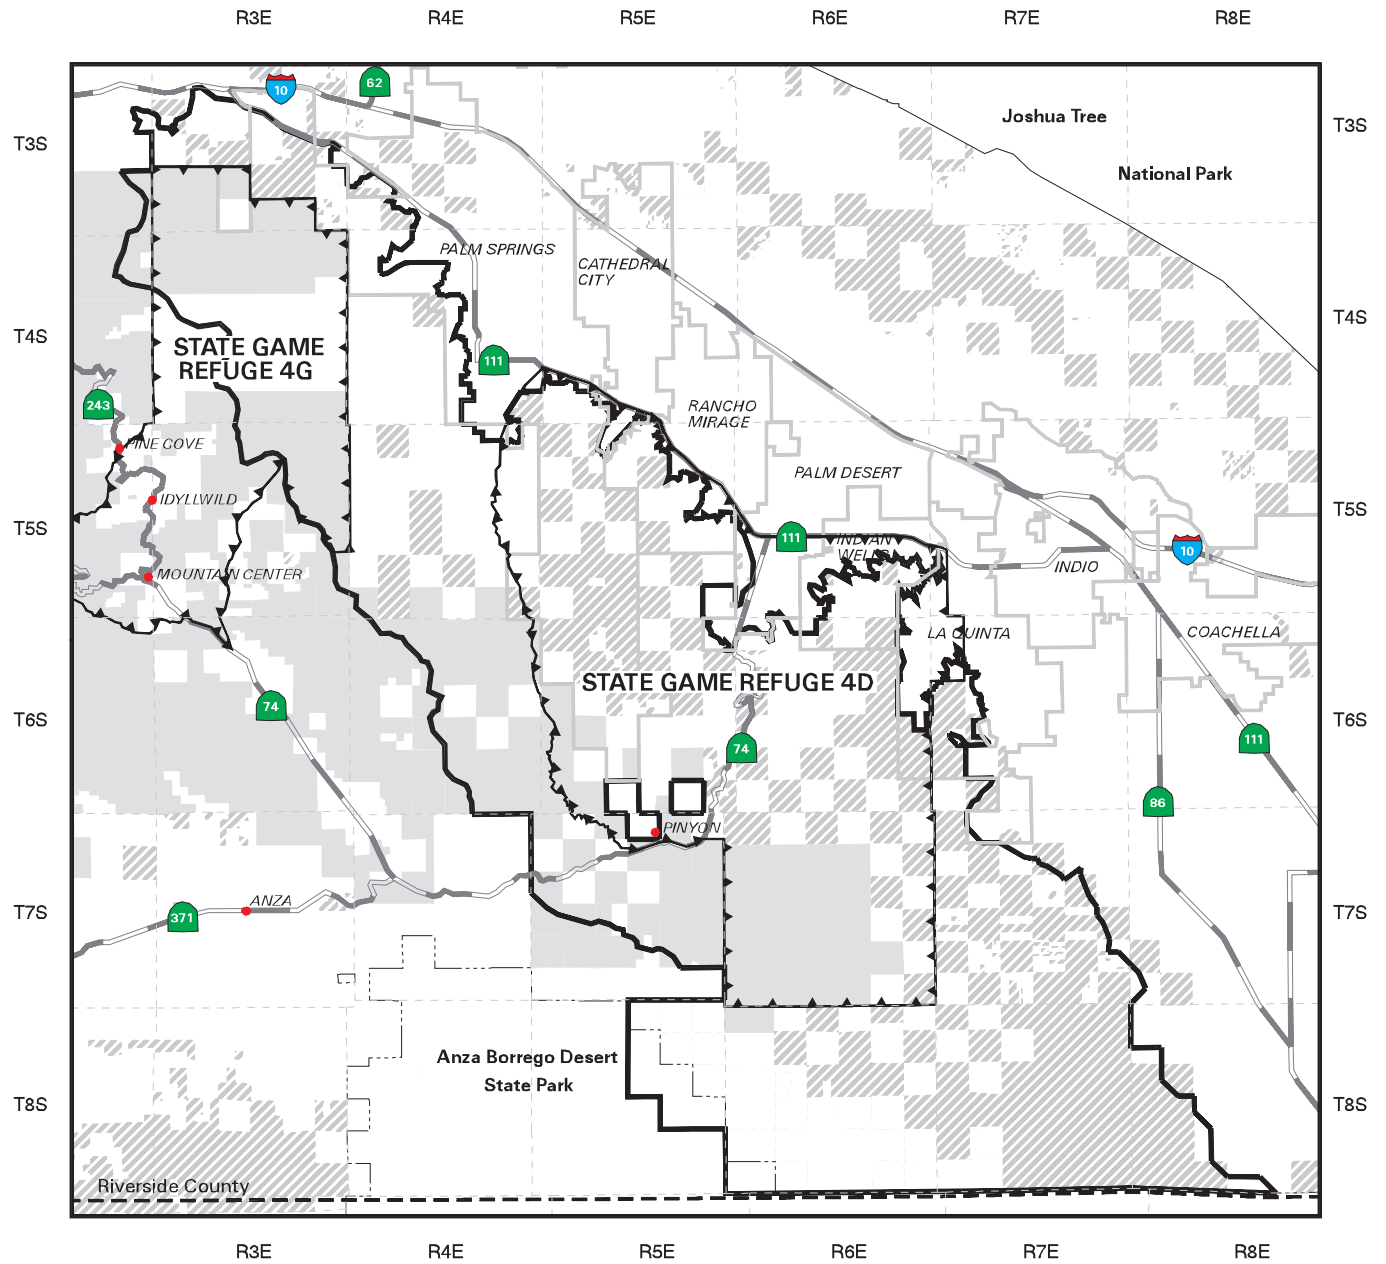 R3E
R4E
R5E
R6E
R7E
R8E
10
62
Joshua Tree
National Park
T3S
T3S
PALM SPRINGS
CATHEDRAL
CITY
T4S
T4S
STATE GAME
REFUGE 4G
111
243
RANCHO
MIRAGE
PINE COVE
PALM DESERT
IDYLLWILD
T5S
T5S
111
INDIAN
WELLS
10
INDIO
MOUNTAIN CENTER
LA QUINTA
COACHELLA
STATE GAME REFUGE 4D
74
T6S
T6S
74
111
86
PINYON
ANZA
371
T7S
T7S
Anza Borrego Desert
State Park
T8S
T8S
Riverside County
R3E
R4E
R5E
R6E
R7E
R8E